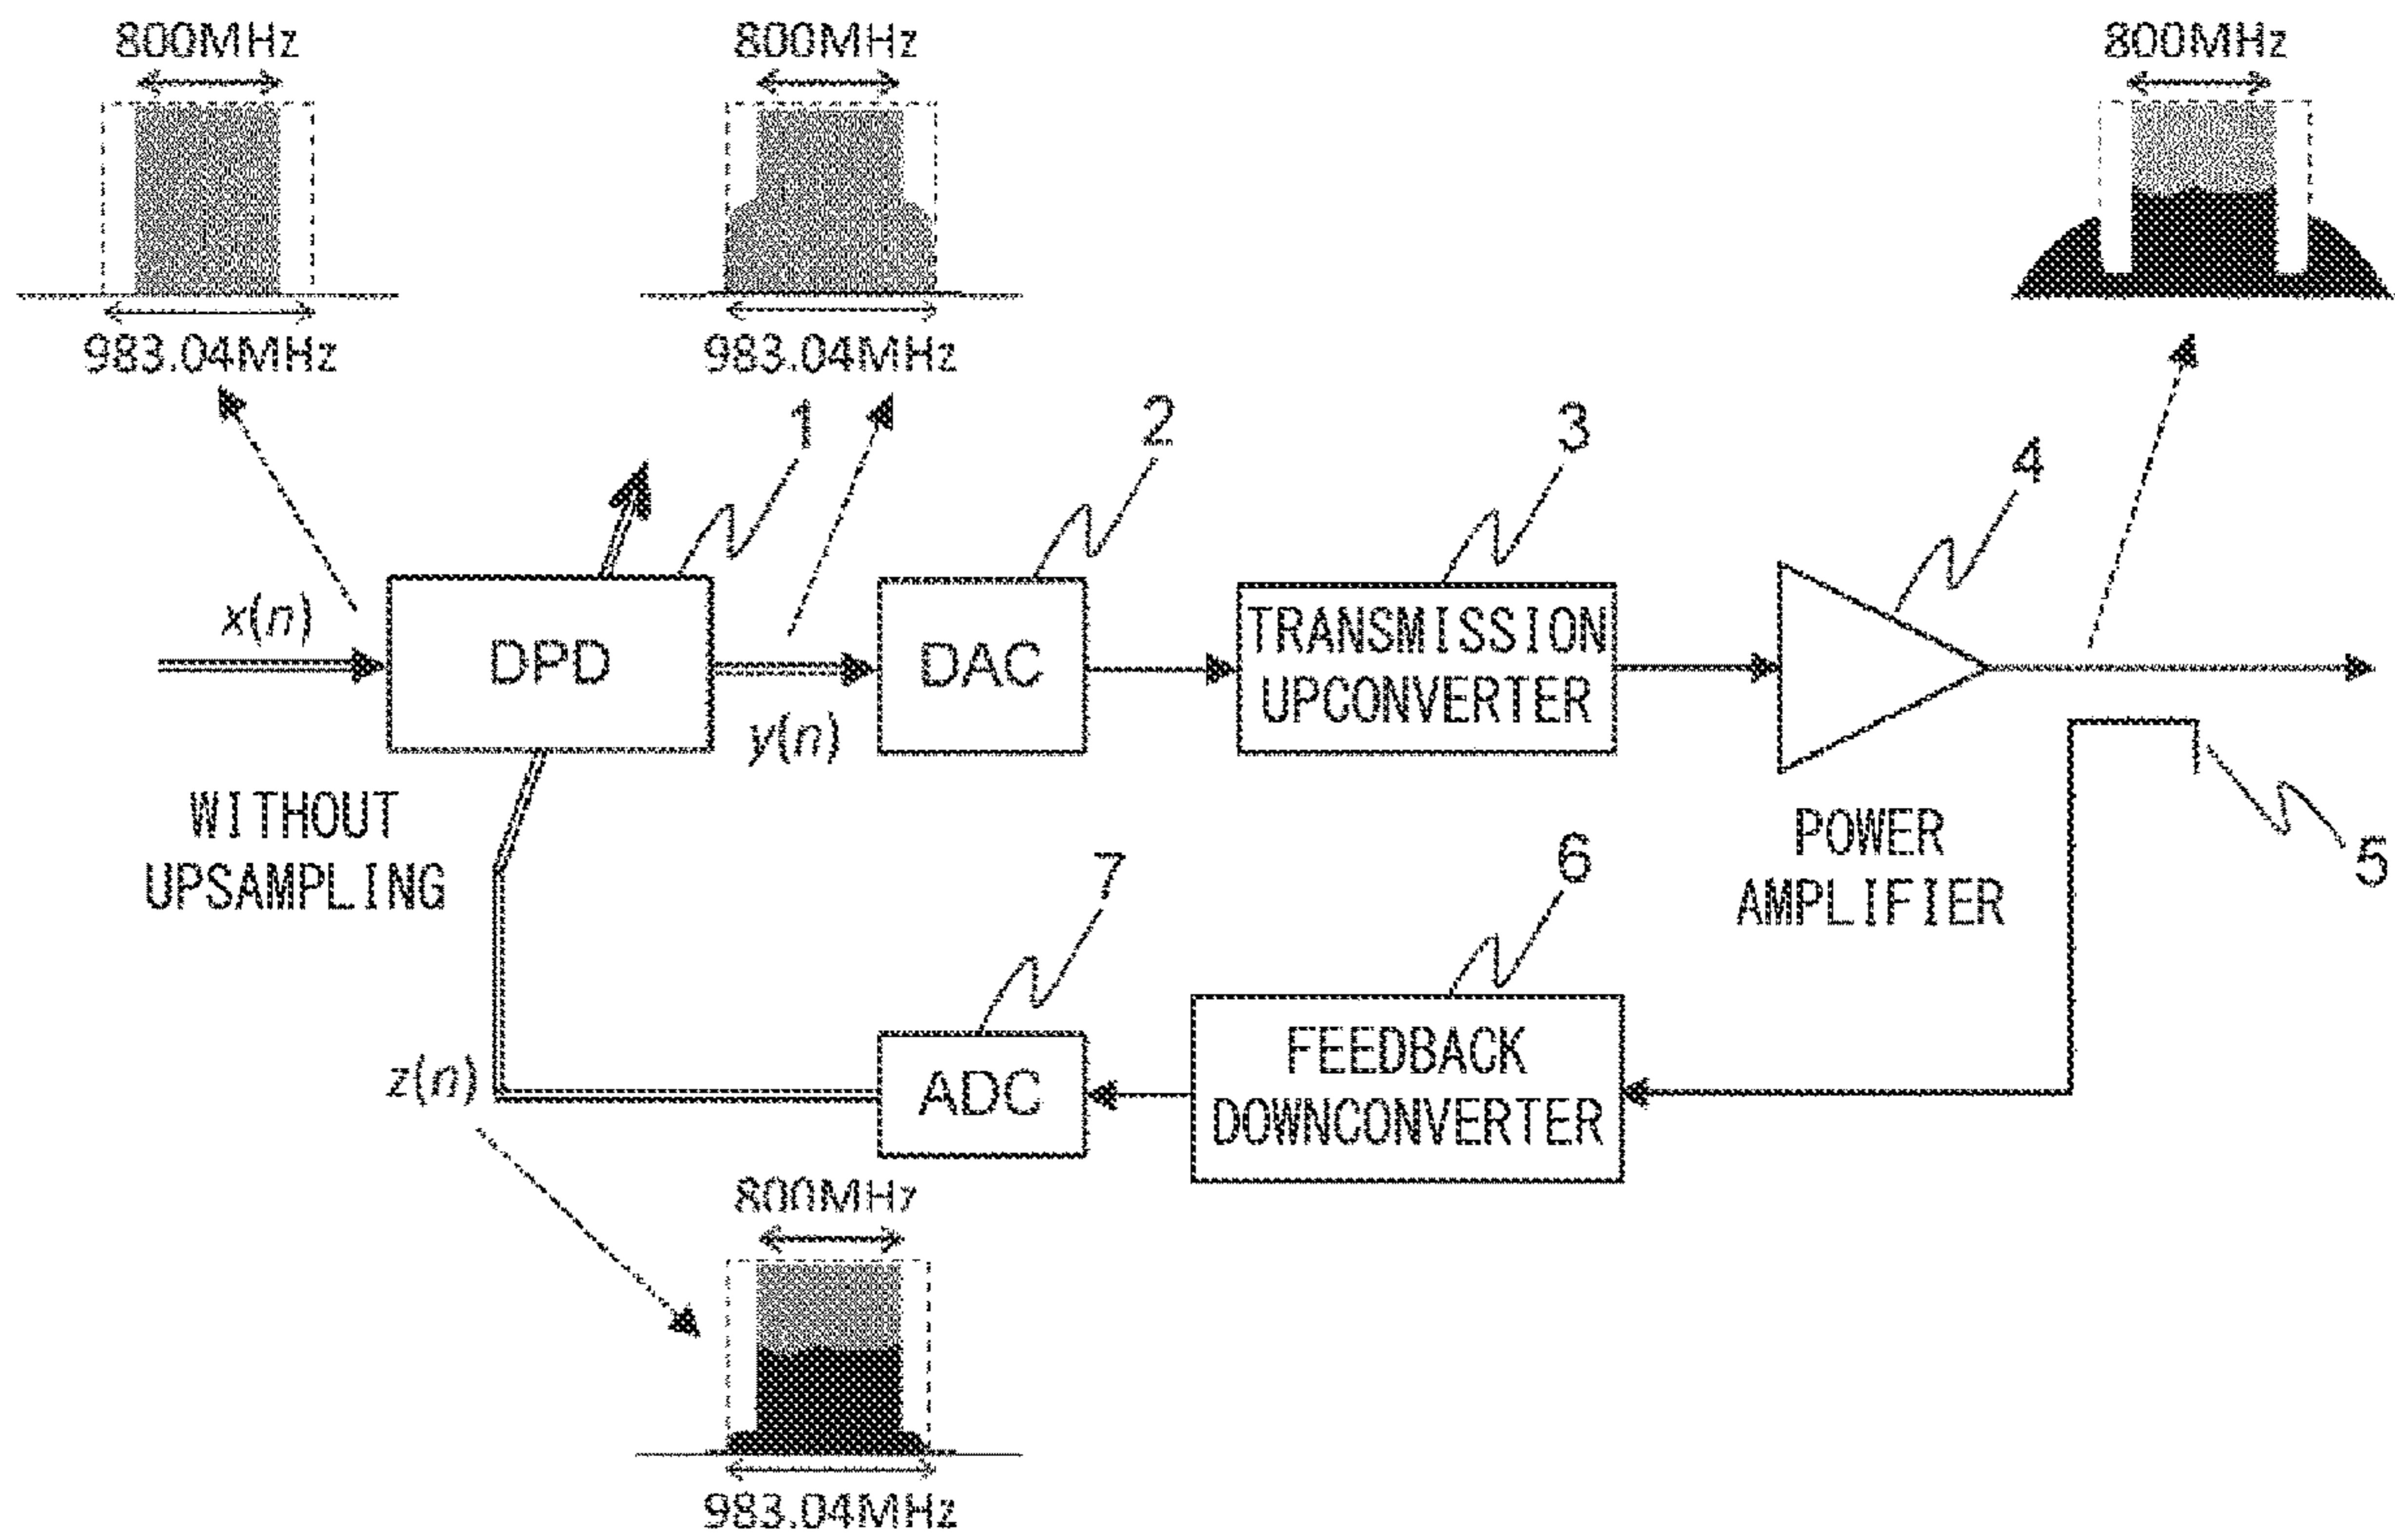 800MHz
800MHz
800MHz
983.04MHz
983.04MHz
1
2
3
4
x(n)
DPD
y(n)
DAC
TRANSMISSION
UPCONVERTER
WITHOUT
UPSAMPLING
POWER
AMPLIFIER
5
7
6
z(n)
ADC
FEEDBACK
DOWNCONVERTER
800MHz
983.04MHz